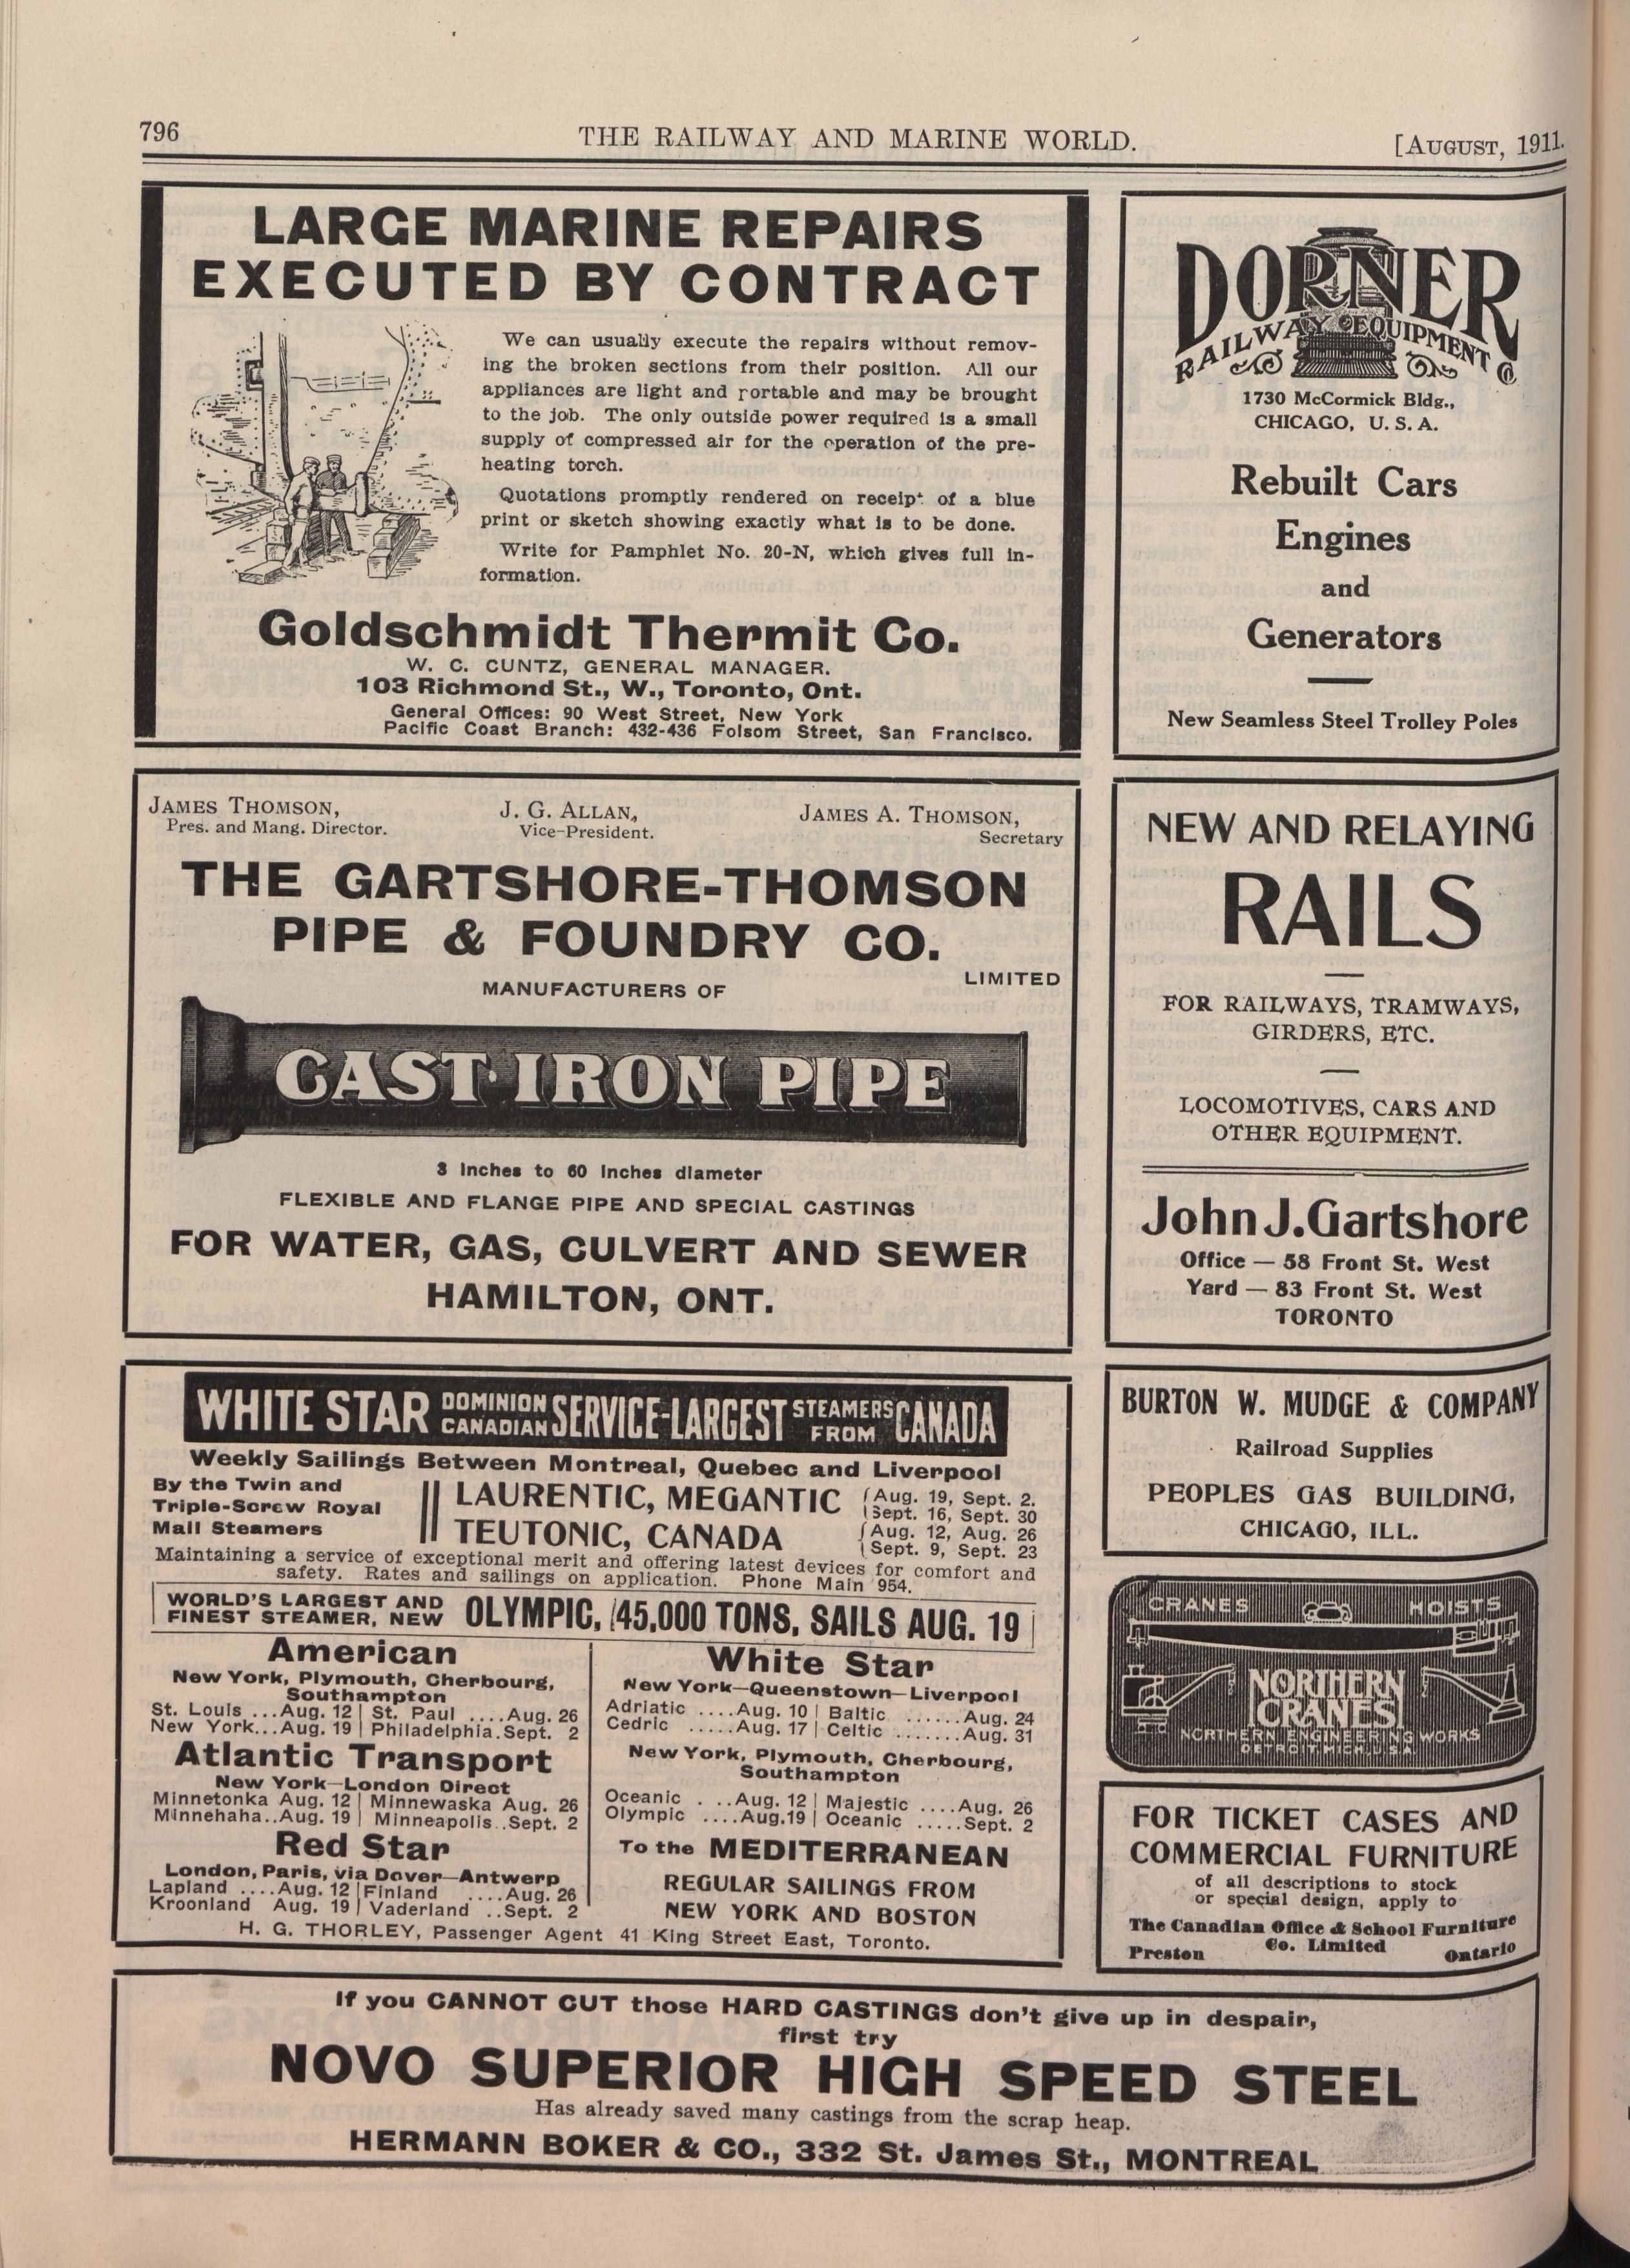 796
THE RAILWAY AND MARINE WORLD.
[AUGUST, 1911.
LARGE MARINE REPAIRS
EXECUTED BY CONTRACT
We can usually execute the repairs without remov-
ing the broken sections from their position. All our
appliances are light and portable and may be brought
to the job. The only outside power required is a small
supply of compressed air for the operation of the pre-
heating torch.
Quotations promptly rendered on receipt of a blue
print or sketch showing exactly what is to be done.
Write for Pamphlet No. 20-N, which gives full in-
formation.
Goldschmidt Thermit Co.
W. C. CUNTZ, GENERAL MANAGER.
103 Richmond St., W., Toronto, Ont.
General Offices: 90 West Street, New York
Pacific Coast Branch: 432-436 Folsom Street, San Francisco.
DORNER
RAILWAY EQUIPMENT Co
1730 McCormick Bldg.,
CHICAGO, U. S. A.
Rebuilt Cars
Engines
and
Generators
New Seamless Steel Trolley Poles
JAMES THOMSON,
Pres. and Mang. Director.
J. G. ALLAN,
Vice-President.
JAMES A. THOMSON,
Secretary
THE GARTSHORE-THOMSON
PIPE & FOUNDRY CO.
LIMITED
MANUFACTURERS OF
CAST·IRON PIPE
3 Inches to 60 Inches diameter
FLEXIBLE AND FLANGE PIPE AND SPECIAL CASTINGS
FOR WATER, GAS, CULVERT AND SEWER
HAMILTON, ONT.
NEW AND RELAYING
RAILS
FOR RAILWAYS, TRAMWAYS,
GIRDERS, ETC.
LOCOMOTIVES, CARS AND
OTHER EQUIPMENT.
John J. Gartshore
Office — 58 Front St. West
Yard — 83 Front St. West
TORONTO
WHITE STAR DOMINION CANADIAN SERVICE-LARGEST STEAMERS FROM CANADA
Weekly Sailings Between Montreal, Quebec and Liverpool
By the Twin and
Triple-Screw Royal
Mail Steamers
LAURENTIC, MEGANTIC
Aug. 19, Sept. 2.
Sept. 16, Sept. 30
TEUTONIC, CANADA
Aug. 12, Aug. 26
Sept. 9, Sept. 23
Maintaining a service of exceptional merit and offering latest devices for comfort and
safety. Rates and sailings on application. Phone Main 954.
WORLD'S LARGEST AND
FINEST STEAMER, NEW
OLYMPIC, 45,000 TONS, SAILS AUG. 19
American
New York, Plymouth, Cherbourg,
Southampton
St. Louis ...Aug. 12 | St. Paul ....Aug. 26
New York...Aug. 19 | Philadelphia.Sept. 2
Atlantic Transport
New York—London Direct
Minnetonka Aug. 12 | Minnewaska Aug. 26
Minnehaha..Aug. 19 | Minneapolis..Sept. 2
Red Star
London, Paris, via Dover—Antwerp
Lapland ....Aug. 12 | Finland ....Aug. 26
Kroonland Aug. 19 | Vaderland ..Sept. 2
White Star
New York—Queenstown—Liverpool
Adriatic ....Aug. 10 | Baltic ......Aug. 24
Cedric .....Aug. 17 | Celtic .......Aug. 31
New York, Plymouth, Cherbourg,
Southampton
Oceanic . ..Aug. 12 | Majestic ....Aug. 26
Olympic ....Aug.19 | Oceanic .....Sept. 2
To the MEDITERRANEAN
REGULAR SAILINGS FROM
NEW YORK AND BOSTON
H. G. THORLEY, Passenger Agent 41 King Street East, Toronto.
BURTON W. MUDGE & COMPANY
Railroad Supplies
PEOPLES GAS BUILDING,
CHICAGO, ILL.
CRANES
HOISTS
NORTHERN
CRANES
NORTHERN ENGINEERING WORKS
DETROIT, MICH. U.S.A.
FOR TICKET CASES AND
COMMERCIAL FURNITURE
of all descriptions to stock
or special design, apply to
The Canadian Office & School Furniture
Co. Limited
Preston
Ontario
If you CANNOT CUT those HARD CASTINGS don't give up in despair,
first try
NOVO SUPERIOR HIGH SPEED STEEL
Has already saved many castings from the scrap heap.
HERMANN BOKER & CO., 332 St. James St., MONTREAL